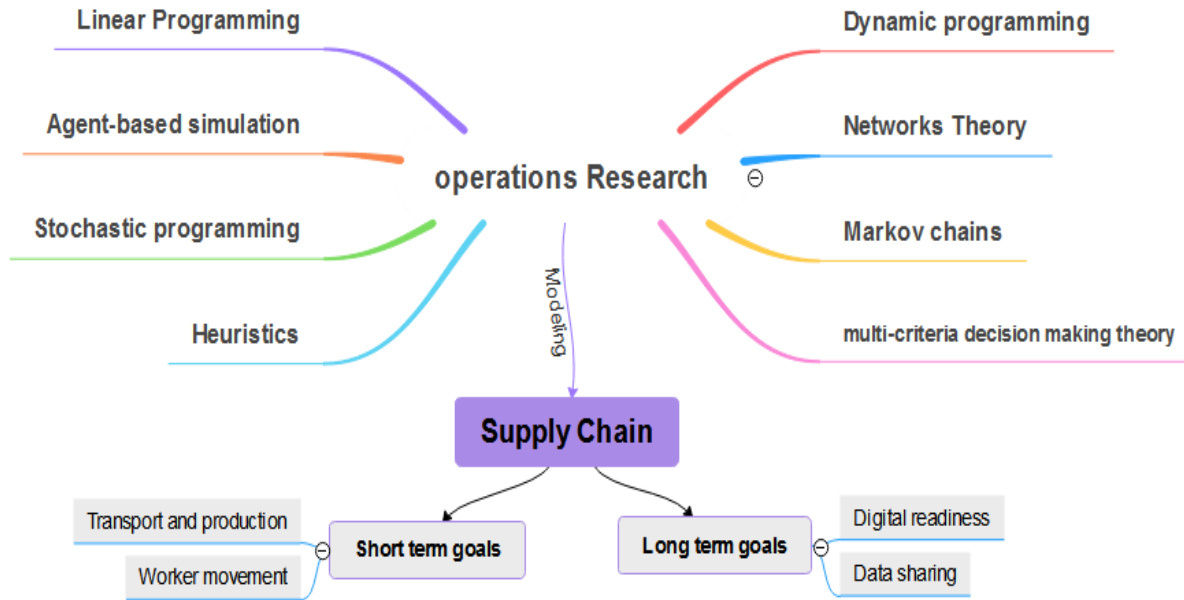 Linear Programming
Dynamic programming
Agent-based simulation
Networks Theory
operations Research
Stochastic programming
Markov chains
Modeling
Heuristics
multi-criteria decision making theory
Supply Chain
Transport and production
Short term goals
Worker movement
Long term goals
Digital readiness
Data sharing